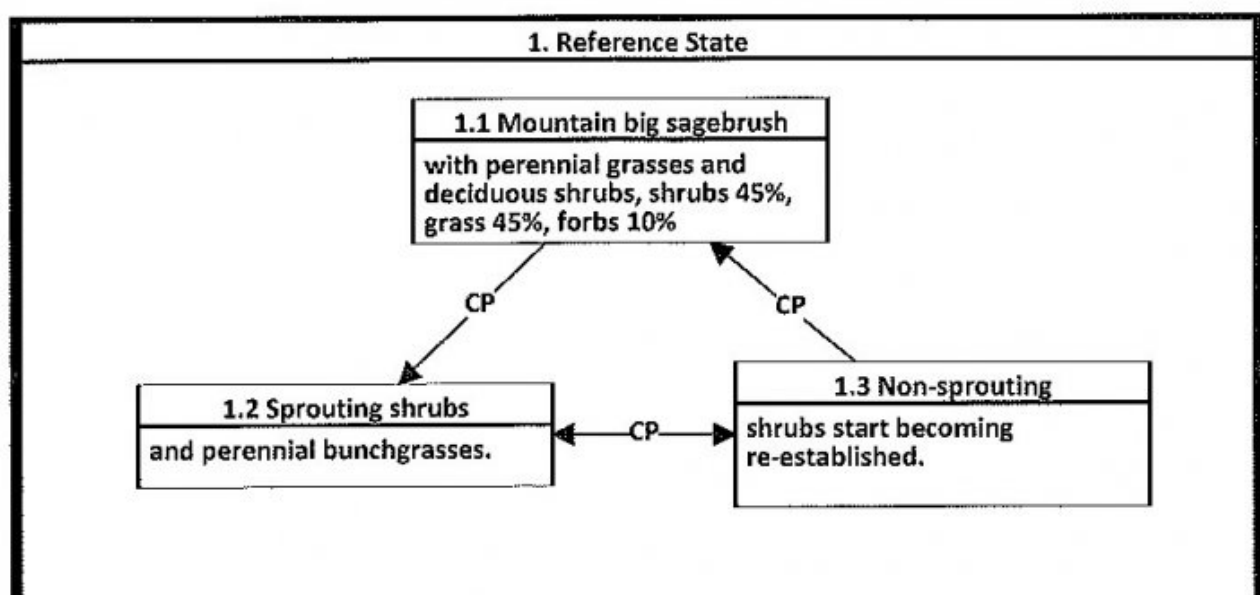 1. Reference State
1.1 Mountain big sagebrush
with perennial grasses and
deciduous shrubs, shrubs 45%,
grass 45%, forbs 10%
CP
CP
1.2 Sprouting shrubs
and perennial bunchgrasses.
CP
1.3 Non-sprouting
shrubs start becoming
re-established.